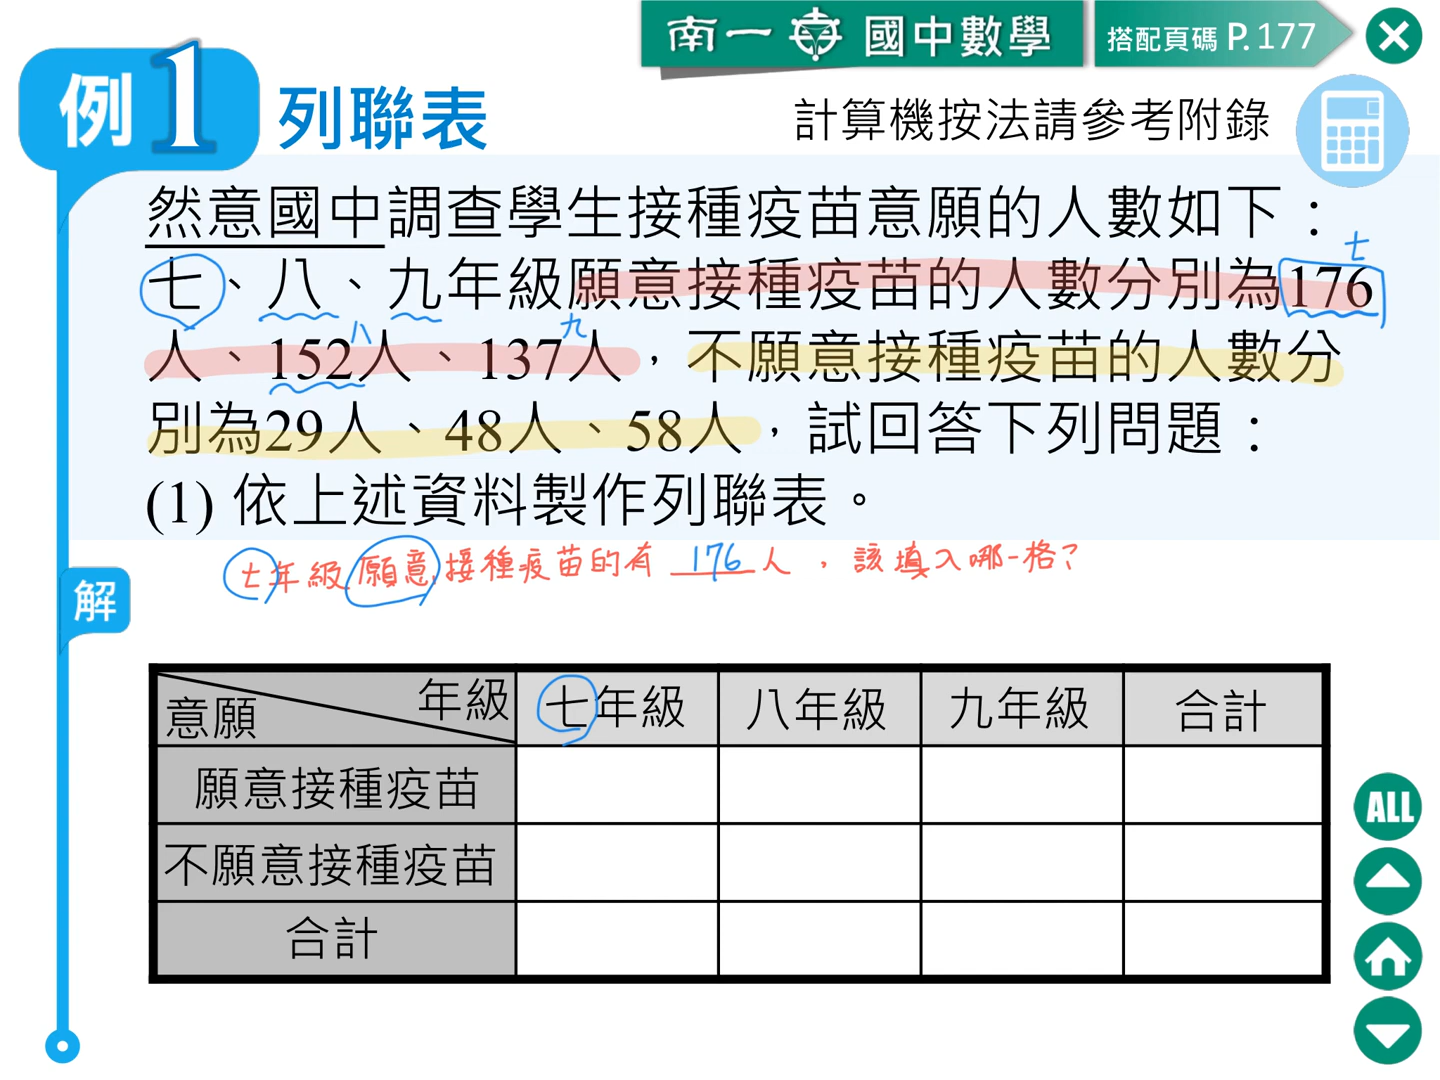 南一 國中數學
搭配頁碼 P. 177
例1 列聯表
計算機按法請參考附錄
然意國中調查學生接種疫苗意願的人數如下：
七
七、八、九年級願意接種疫苗的人數分別為176
八 九
人、152人、137人，不願意接種疫苗的人數分
別為29人、48人、58人，試回答下列問題：
(1) 依上述資料製作列聯表。
七年級願意接種疫苗的有 176 人，該填入哪一格？
解
年級 七年級 八年級 九年級 合計
意願
願意接種疫苗
不願意接種疫苗
合計
ALL